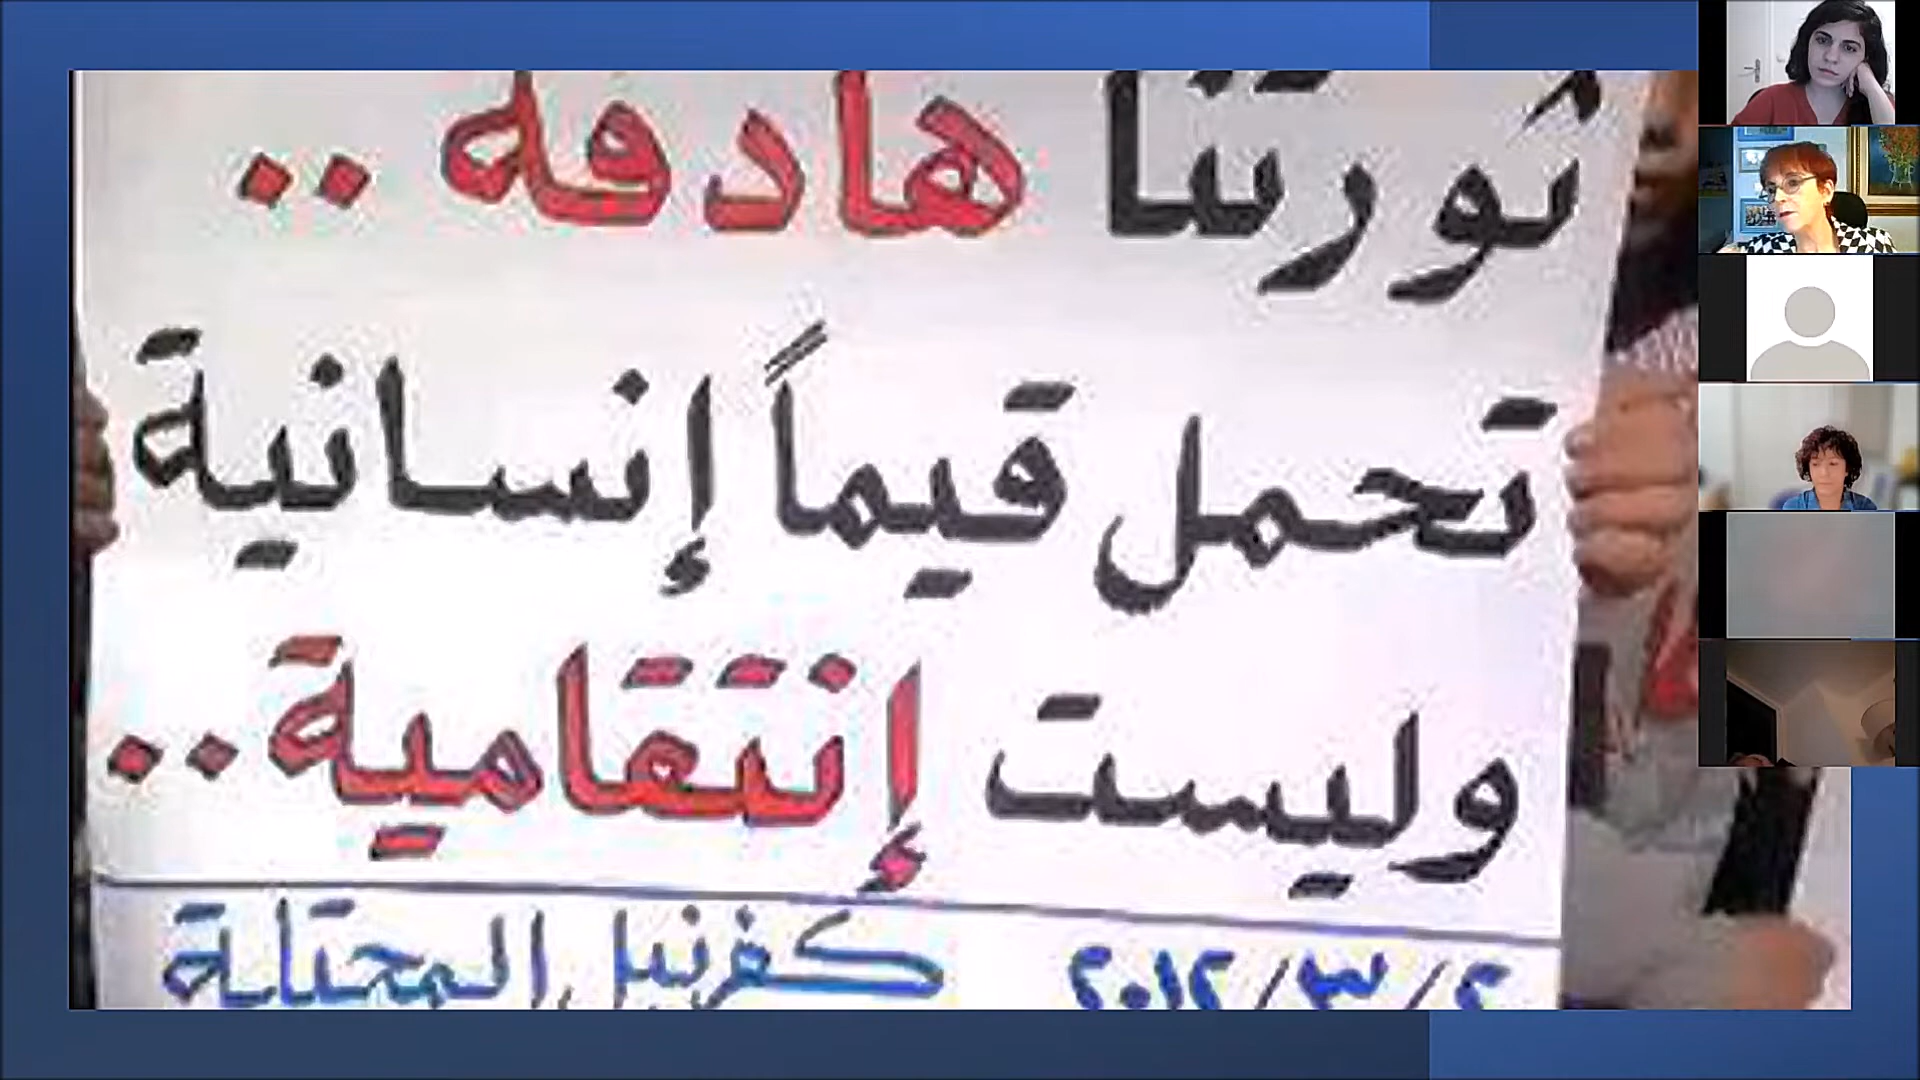 ثورتنا هادفة ..
تحمل قيماً إنسانية
وليست إنتقامية ..
كفرنبل المحتلة ٢/٣/٢٠١٢